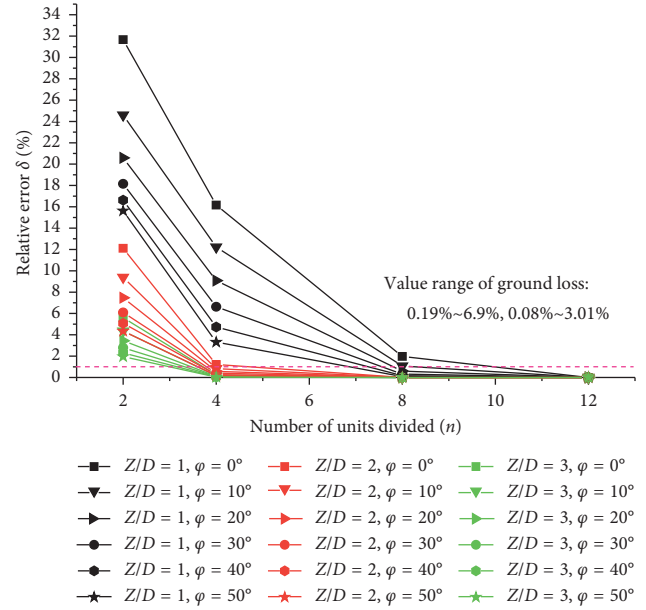 34
32
30
28
26
24
22
20
18
16
14
12
10
8
6
4
2
0
Relative error δ (%)
Value range of ground loss:
0.19%~6.9%, 0.08%~3.01%
2 4 6 8 10 12
Number of units divided (n)
Z/D = 1, φ = 0° Z/D = 2, φ = 0° Z/D = 3, φ = 0°
Z/D = 1, φ = 10° Z/D = 2, φ = 10° Z/D = 3, φ = 10°
Z/D = 1, φ = 20° Z/D = 2, φ = 20° Z/D = 3, φ = 20°
Z/D = 1, φ = 30° Z/D = 2, φ = 30° Z/D = 3, φ = 30°
Z/D = 1, φ = 40° Z/D = 2, φ = 40° Z/D = 3, φ = 40°
Z/D = 1, φ = 50° Z/D = 2, φ = 50° Z/D = 3, φ = 50°